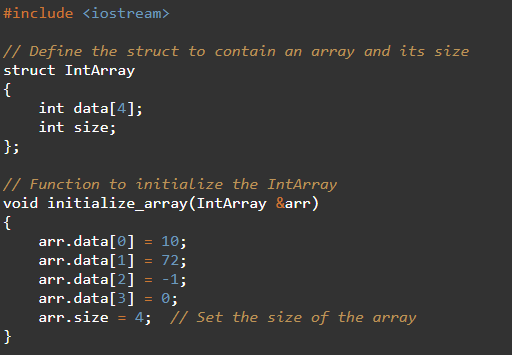 #include <iostream>
// Define the struct to contain an array and its size
struct IntArray
{
    int data[4];
    int size;
};
// Function to initialize the IntArray
void initialize_array(IntArray &arr)
{
    arr.data[0] = 10;
    arr.data[1] = 72;
    arr.data[2] = -1;
    arr.data[3] = 0;
    arr.size = 4;  // Set the size of the array
}